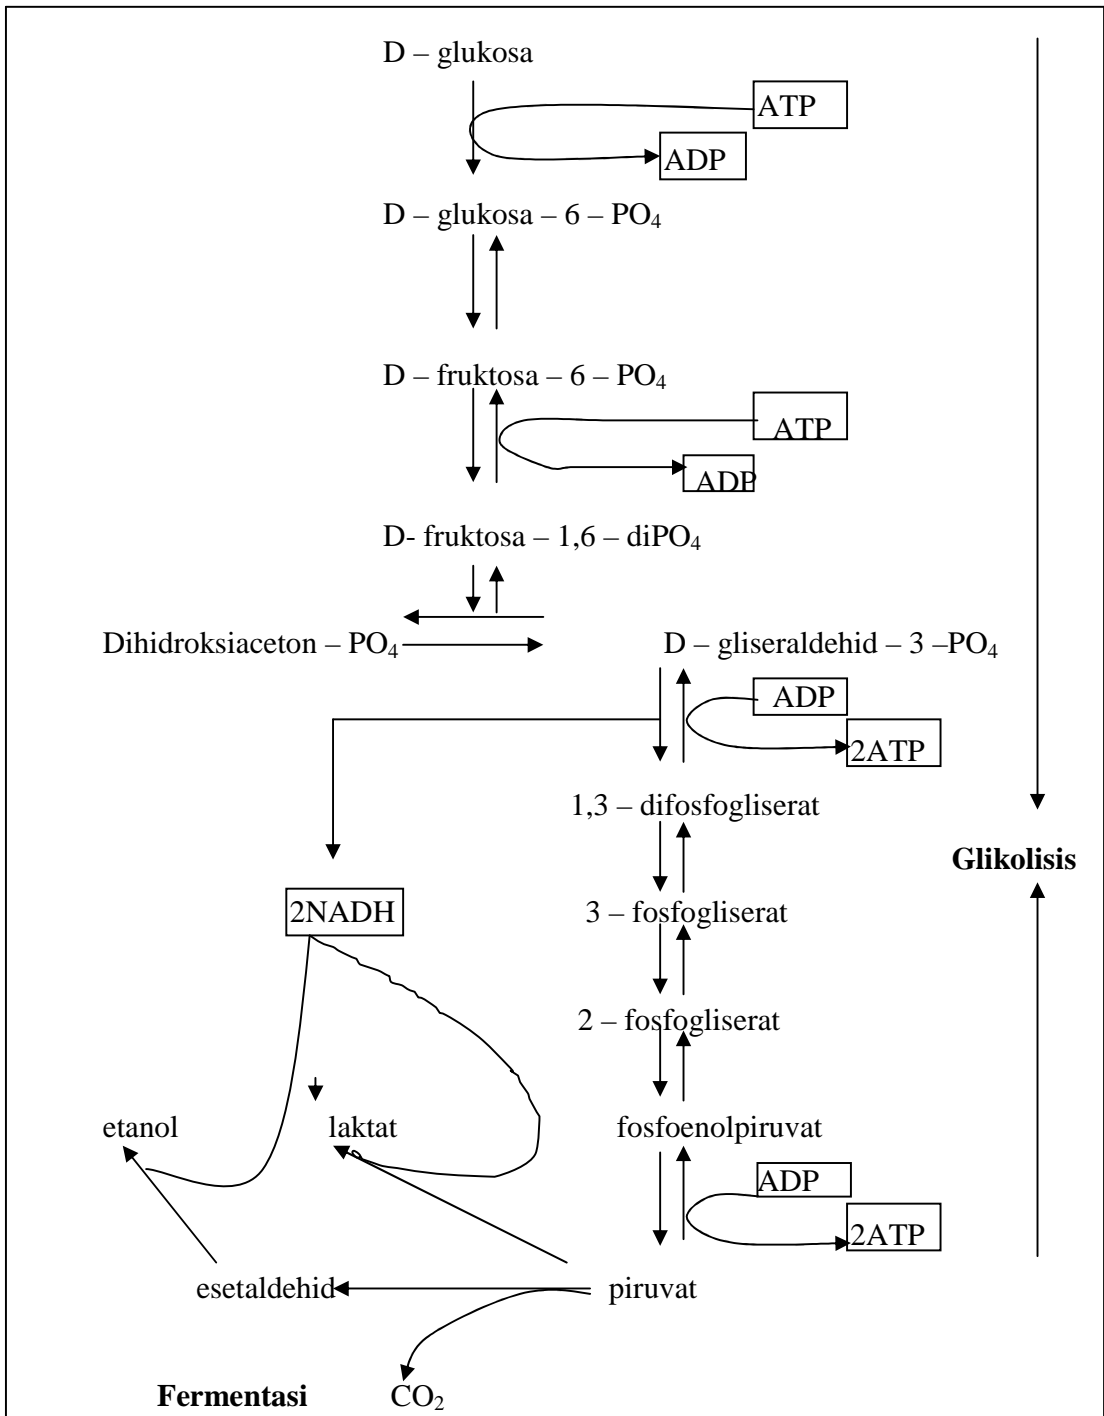 D – glukosa
ATP
ADP
D – glukosa – 6 – PO₄
D – fruktosa – 6 – PO₄
ATP
ADP
D- fruktosa – 1,6 – diPO₄
Dihidroksiaceton – PO₄
D – gliseraldehid – 3 –PO₄
ADP
2ATP
1,3 – difosfogliserat
Glikolisis
2NADH
3 – fosfogliserat
2 – fosfogliserat
etanol
laktat
fosfoenolpiruvat
ADP
2ATP
esetaldehid
piruvat
Fermentasi
CO₂